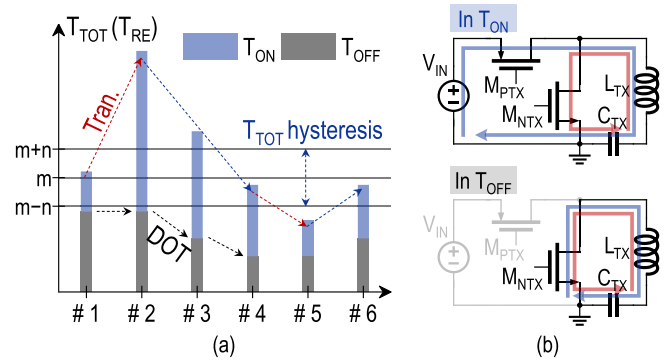 T_TOT (T_RE)
T_ON
T_OFF
Tran.
T_TOT hysteresis
m+n
m
m−n
DOT
# 1 # 2 # 3 # 4 # 5 # 6
(a)
In T_ON
V_IN
M_PTX
M_NTX
L_TX
C_TX
In T_OFF
V_IN
M_PTX
M_NTX
L_TX
C_TX
(b)